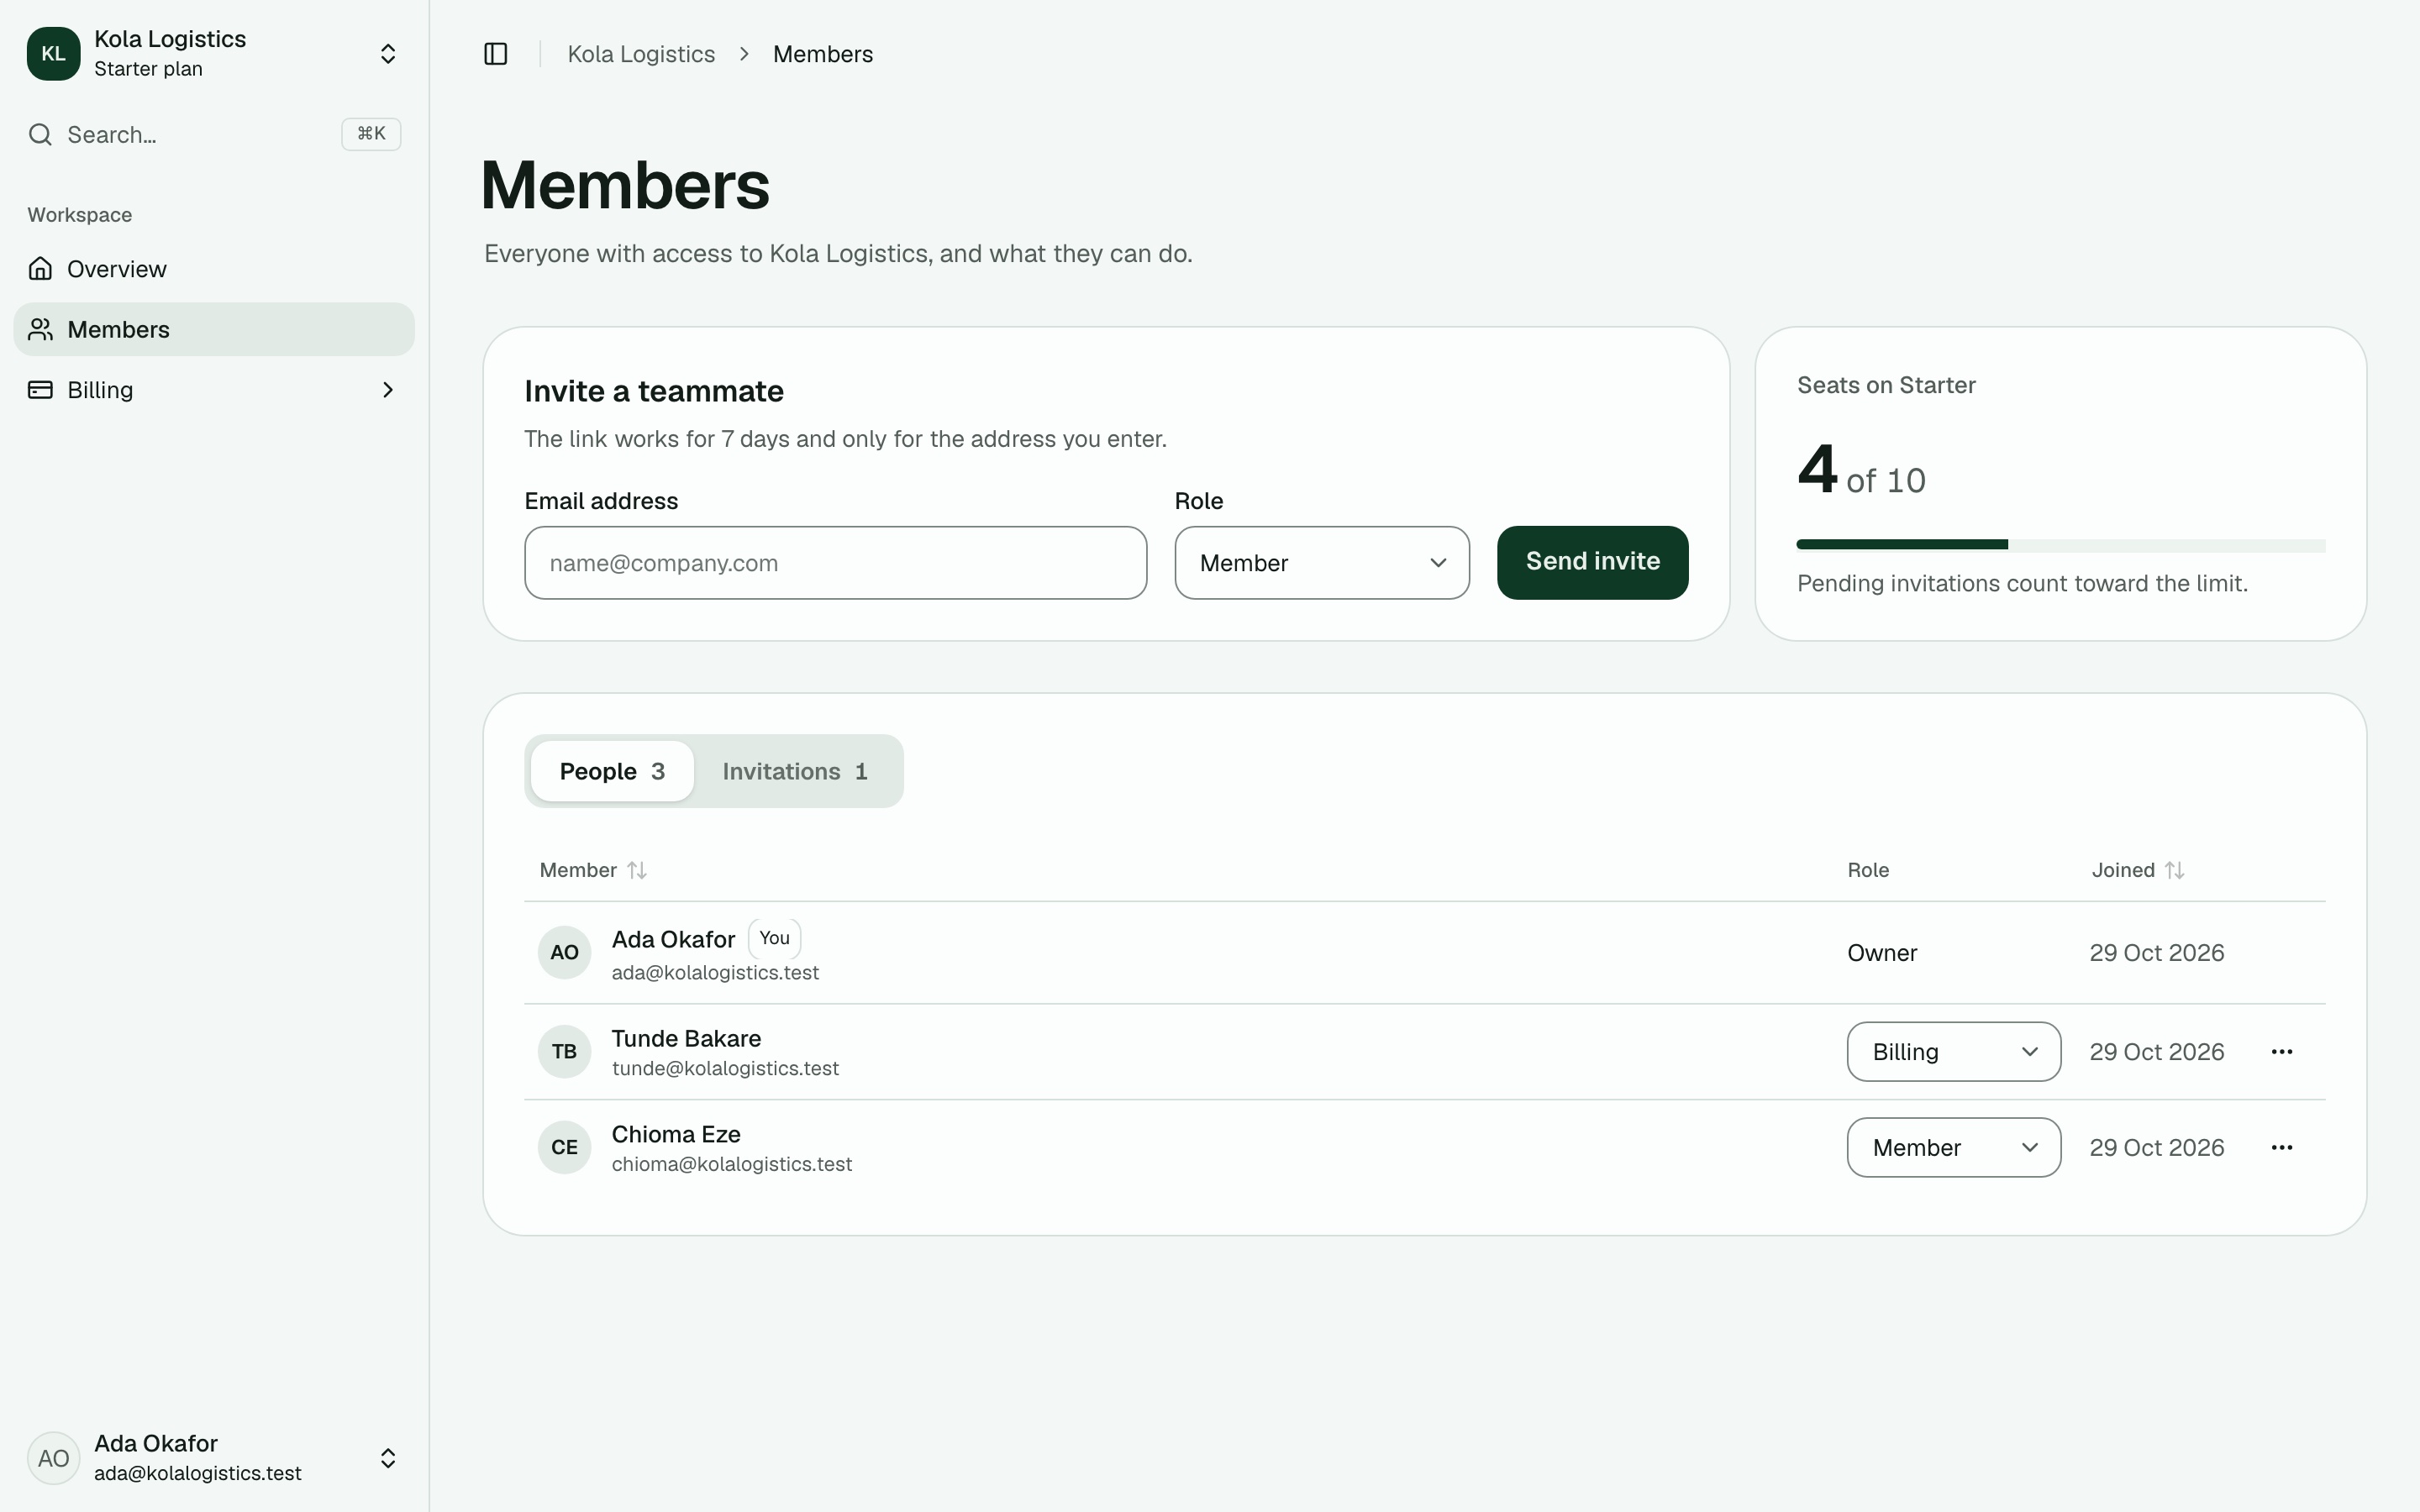 KL
Kola Logistics
Starter plan
Search...
⌘K
Workspace
Overview
Members
Billing
Kola Logistics
Members
Members
Everyone with access to Kola Logistics, and what they can do.
Invite a teammate
The link works for 7 days and only for the address you enter.
Email address
Role
name@company.com
Member
Send invite
Seats on Starter
4 of 10
Pending invitations count toward the limit.
People 3
Invitations 1
Member
Role
Joined
AO
Ada Okafor You
ada@kolalogistics.test
Owner
29 Oct 2026
TB
Tunde Bakare
tunde@kolalogistics.test
Billing
29 Oct 2026
CE
Chioma Eze
chioma@kolalogistics.test
Member
29 Oct 2026
AO
Ada Okafor
ada@kolalogistics.test